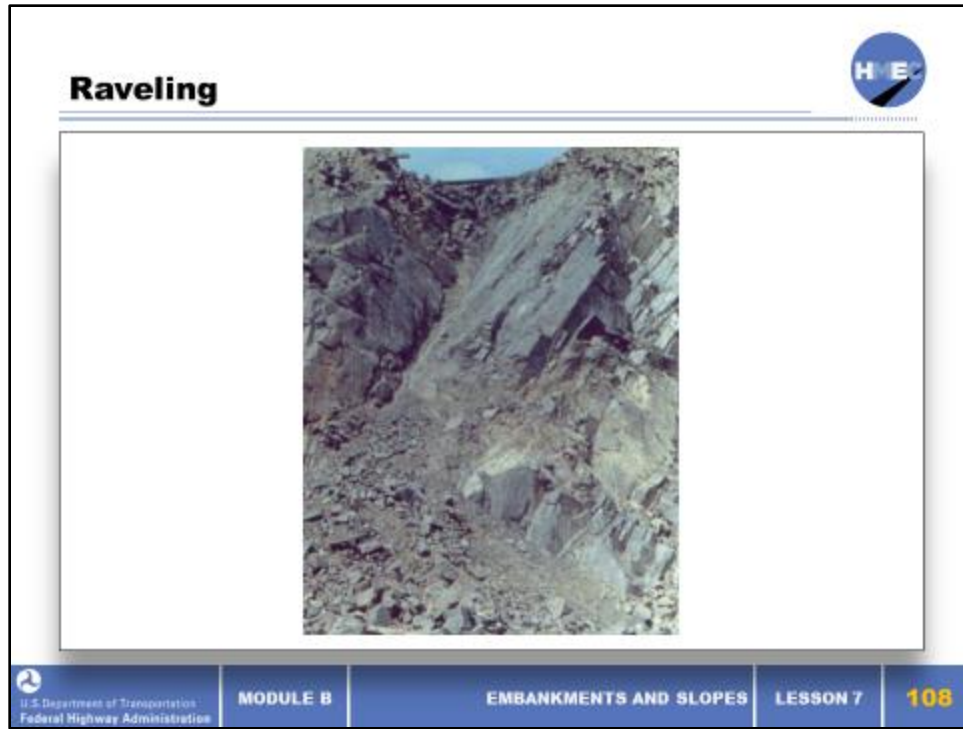 Raveling
HMEC
U.S. Department of Transportation
Federal Highway Administration
MODULE B
EMBANKMENTS AND SLOPES
LESSON 7
108